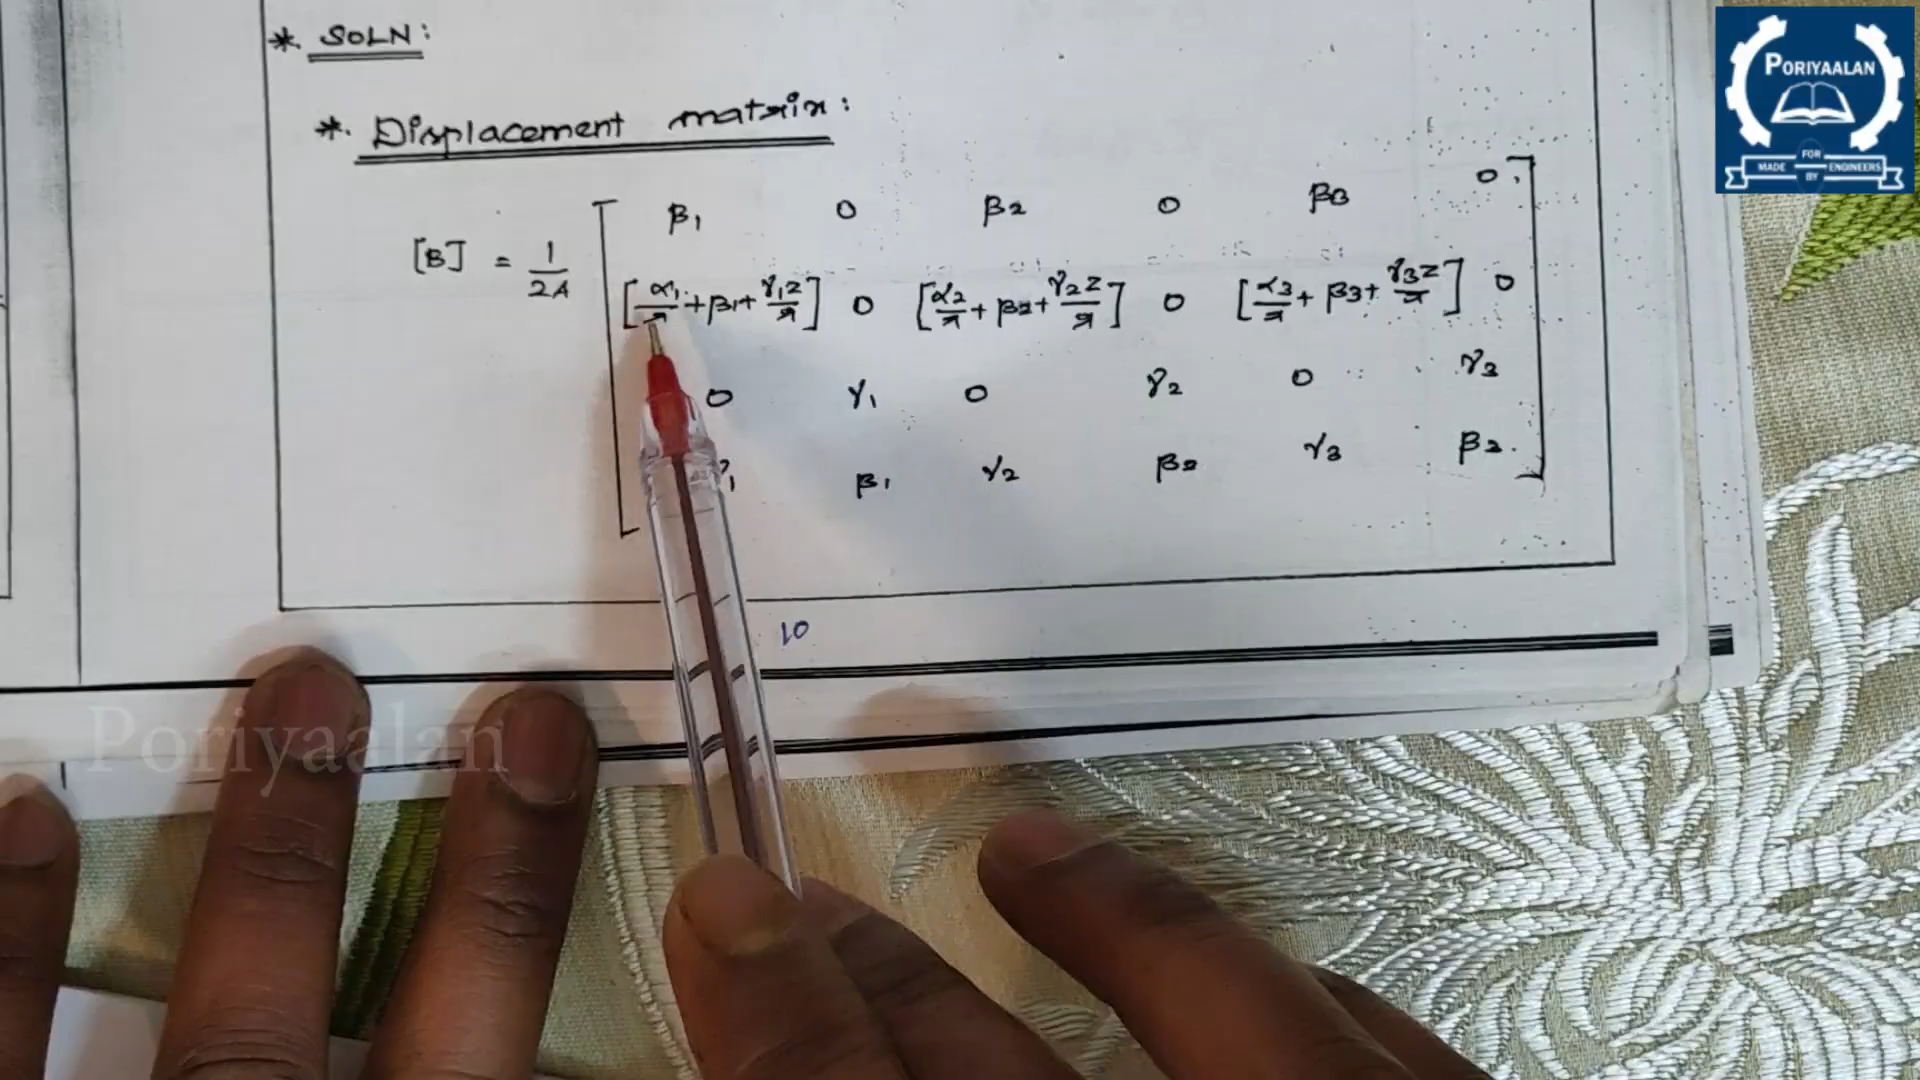 *. SOLN:
*. Displacement matrix:
[B] = 1/2A [ β1 0 β2 0 β3 0
[α1/r + β1 + γ1z/r] 0 [α2/r + β2 + γ2z/r] 0 [α3/r + β3 + γ3z/r] 0
0 γ1 0 γ2 0 γ3
β1 γ2 β2 γ3 β3 ]
10
PORIYAALAN
MADE FOR BY ENGINEERS
Poriyaalan